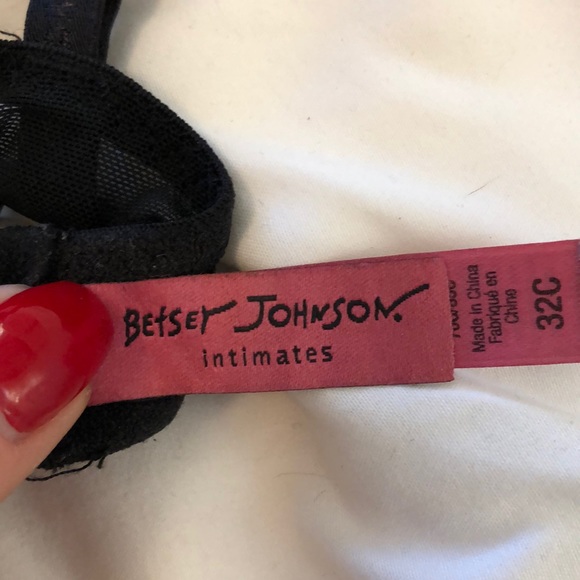 BEtSEY JOHNSON.
intimates
Made in China
Fabriqué en
Chine
32C